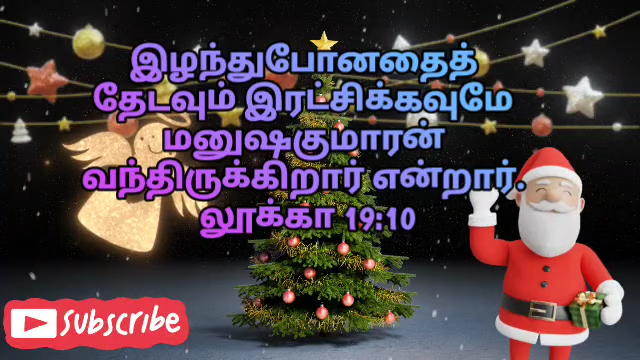 இழந்துபோனதைத்
தேடவும் இரட்சிக்கவுமே
மனுஷகுமாரன்
வந்திருக்கிறார் என்றார்.
லூக்கா 19:10
Subscribe